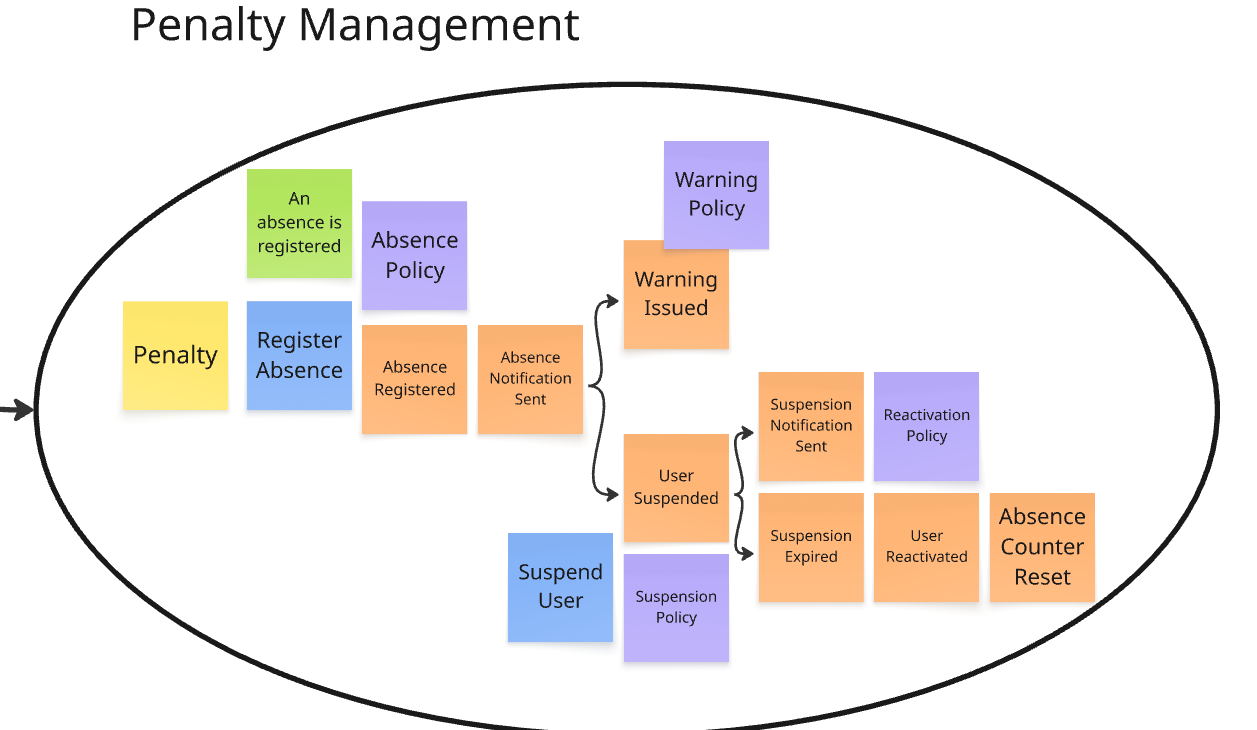 Penalty Management
An
absence is
registered
Absence
Policy
Warning
Policy
Penalty
Register
Absence
Absence
Registered
Absence
Notification
Sent
Warning
Issued
User
Suspended
Suspension
Notification
Sent
Reactivation
Policy
Suspension
Expired
User
Reactivated
Absence
Counter
Reset
Suspend
User
Suspension
Policy